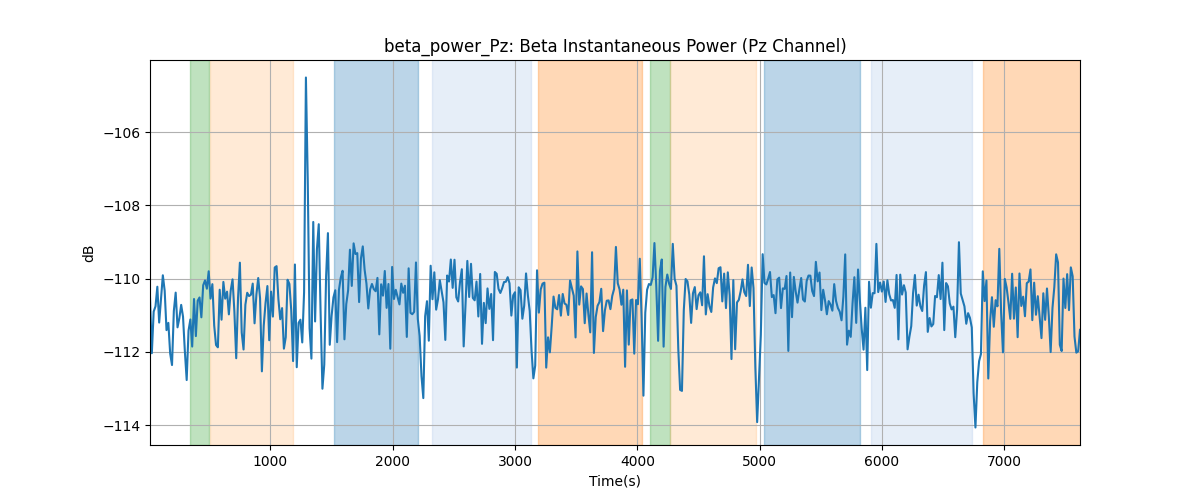 beta_power_Pz: Beta Instantaneous Power (Pz Channel)
−106
−108
−110
−112
−114
dB
1000 2000 3000 4000 5000 6000 7000
Time(s)